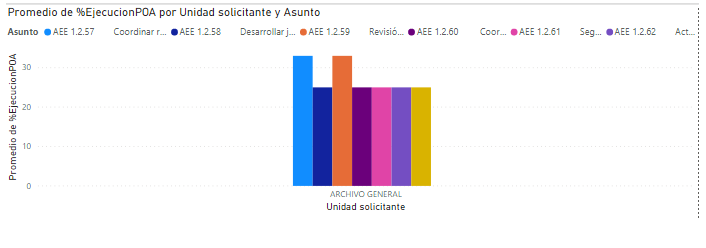 Promedio de %EjecucionPOA por Unidad solicitante y Asunto
Asunto AEE 1.2.57 Coordinar r... AEE 1.2.58 Desarrollar j... AEE 1.2.59 Revisió... AEE 1.2.60 Coor... AEE 1.2.61 Seg... AEE 1.2.62 Act...
Promedio de %EjecucionPOA
30
20
10
0
ARCHIVO GENERAL
Unidad solicitante